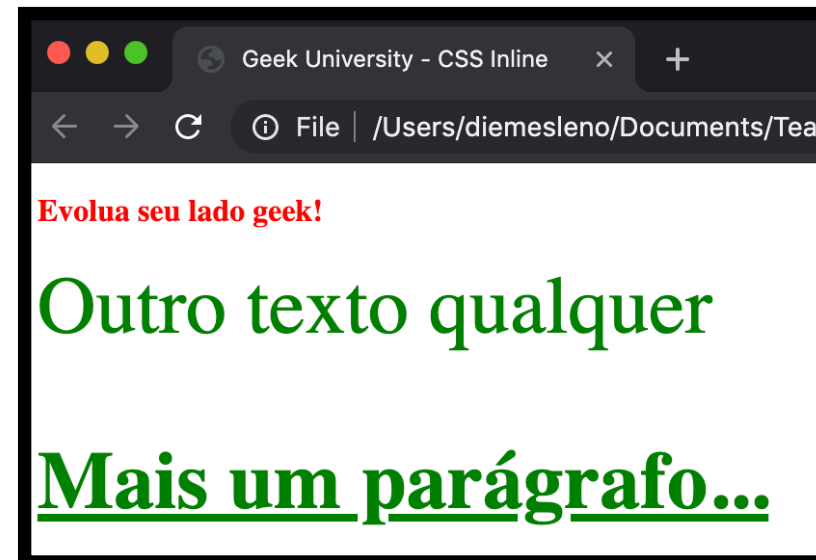 Geek University - CSS Inline
File /Users/diemesleno/Documents/Tea
Evolua seu lado geek!
Outro texto qualquer
Mais um parágrafo...